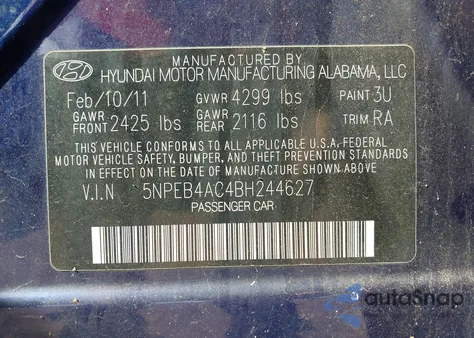 MANUFACTURED BY
HYUNDAI MOTOR MANUFACTURING ALABAMA, LLC
Feb/10/11 GVWR 4299 lbs PAINT 3U
GAWR FRONT 2425 lbs GAWR REAR 2116 lbs TRIM RA
THIS VEHICLE CONFORMS TO ALL APPLICABLE U.S.A. FEDERAL
MOTOR VEHICLE SAFETY, BUMPER, AND THEFT PREVENTION STANDARDS
IN EFFECT ON THE DATE OF MANUFACTURE SHOWN ABOVE
V.I.N 5NPEB4AC4BH244627
PASSENGER CAR
autoSnap